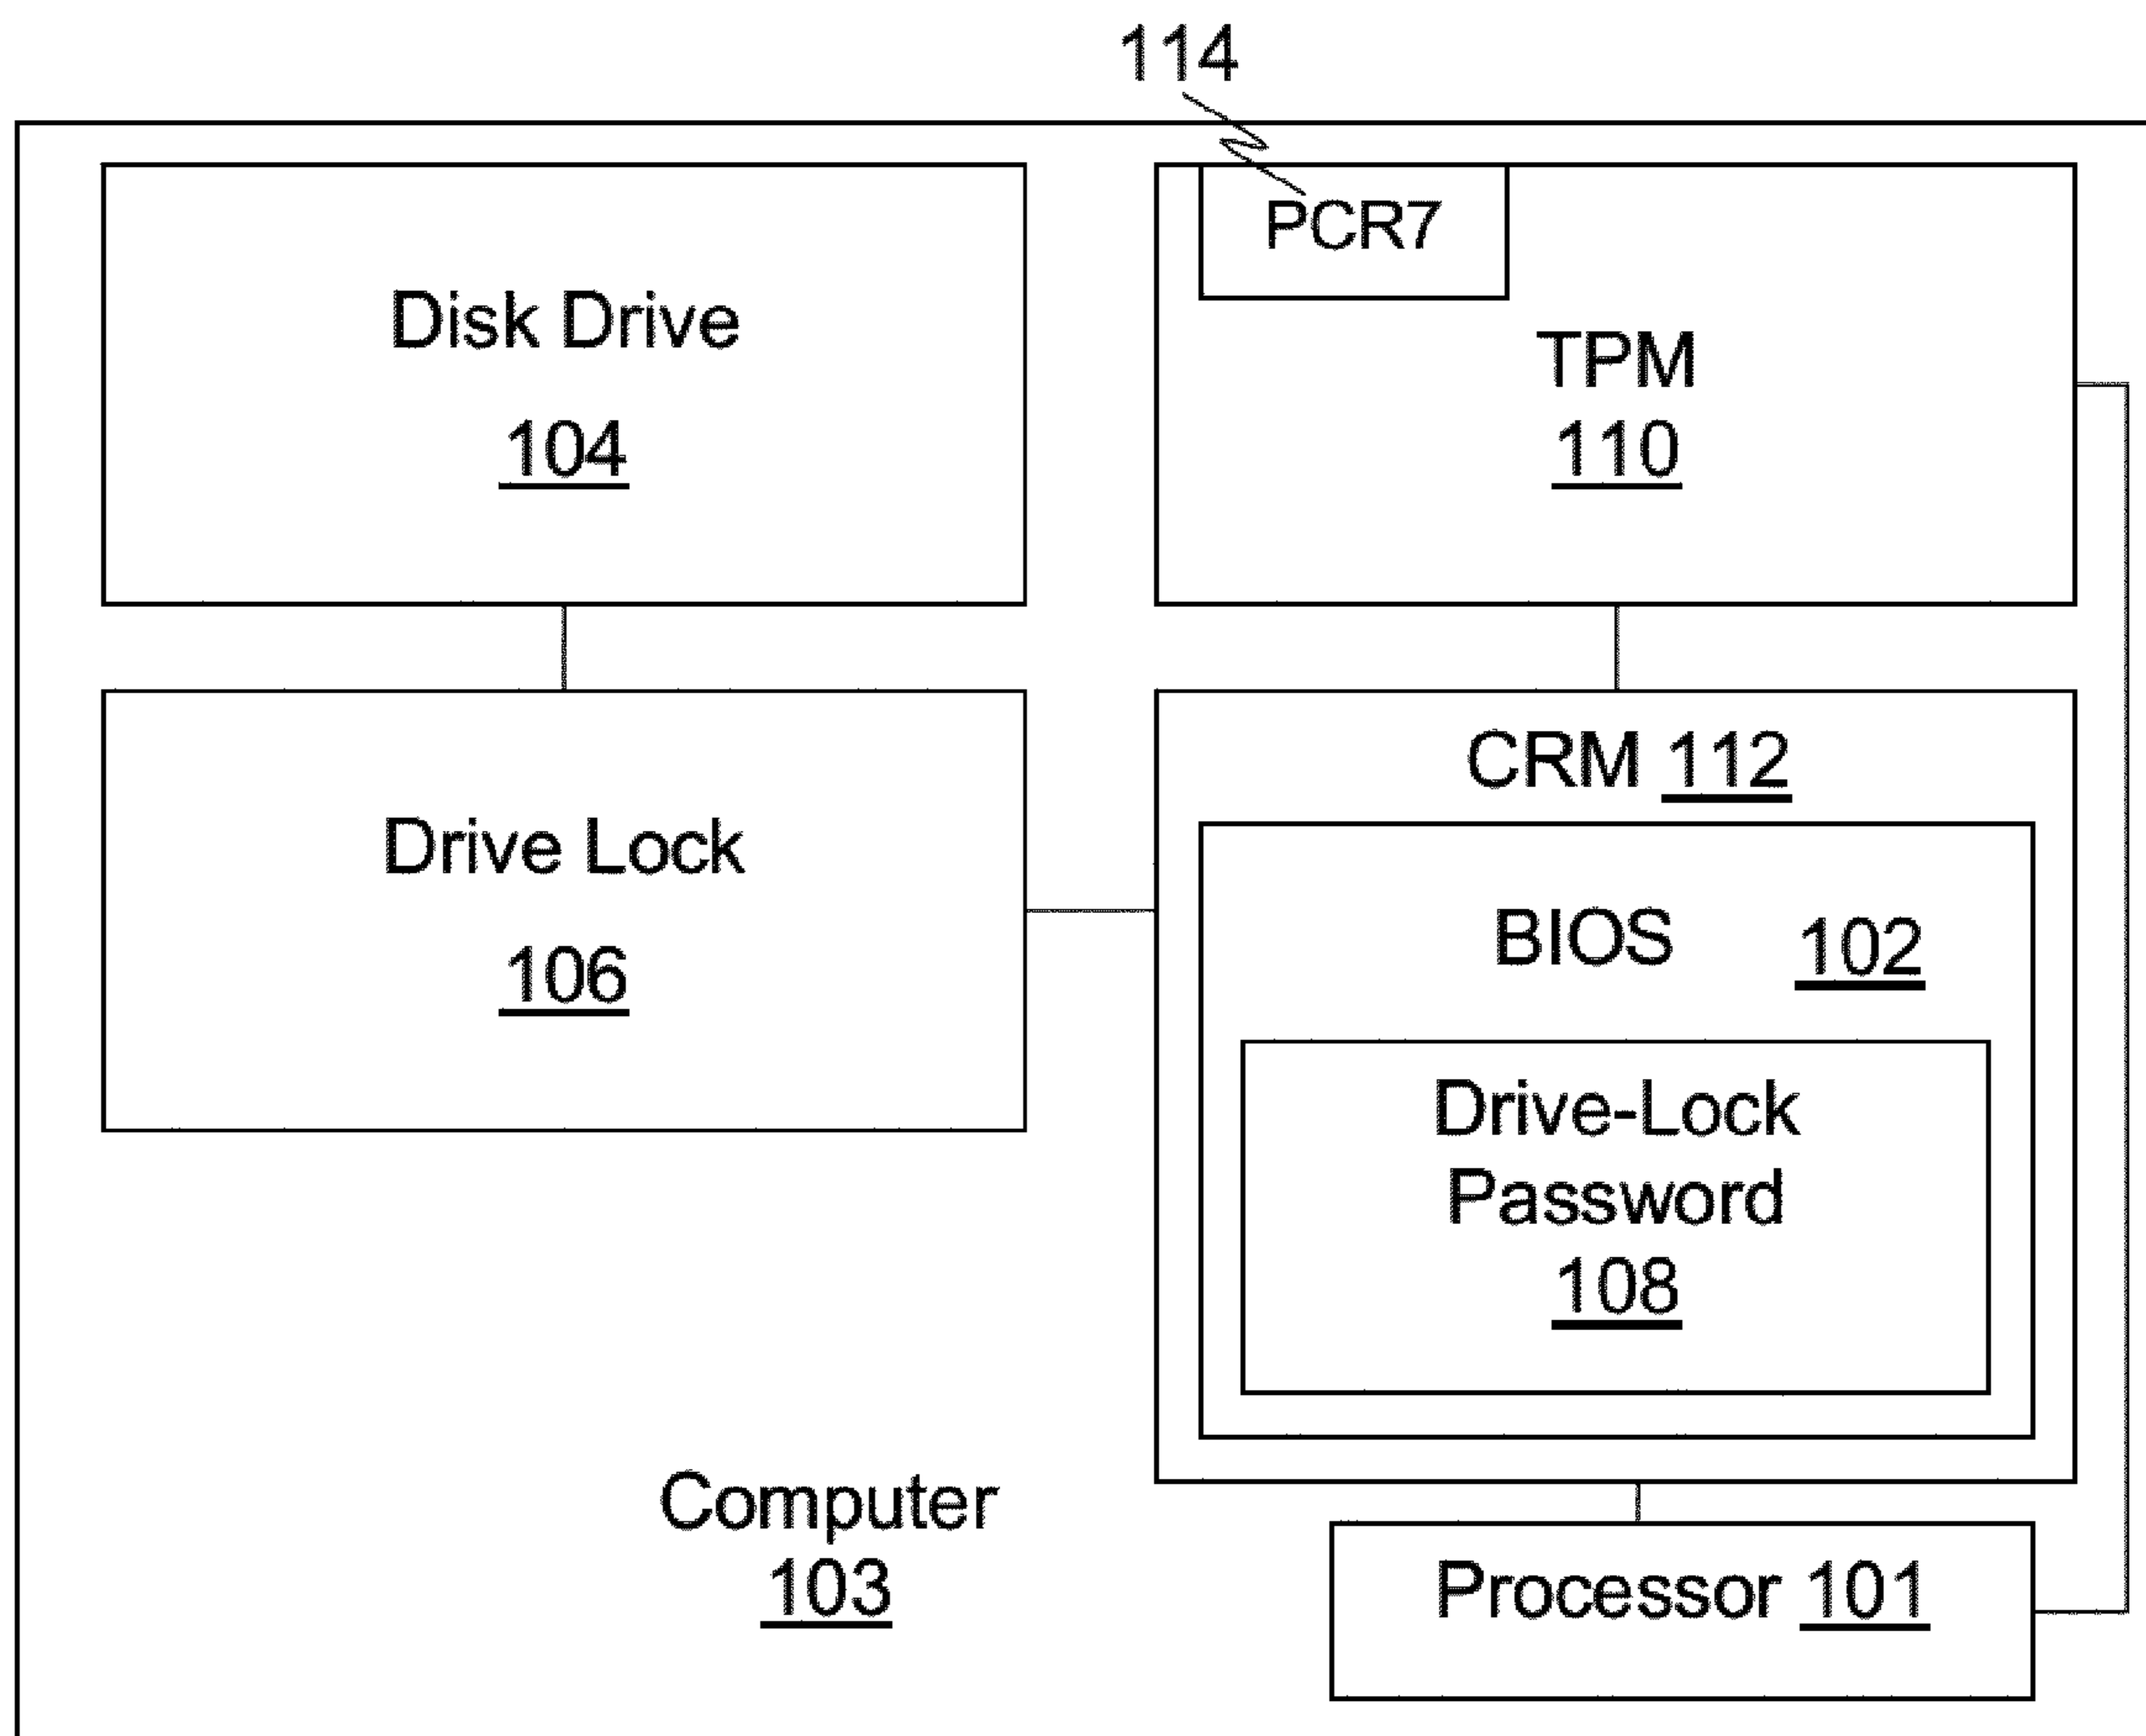 114
PCR7
Disk Drive
104
TPM
110
Drive Lock
106
CRM 112
BIOS 102
Drive-Lock
Password
108
Computer
103
Processor 101